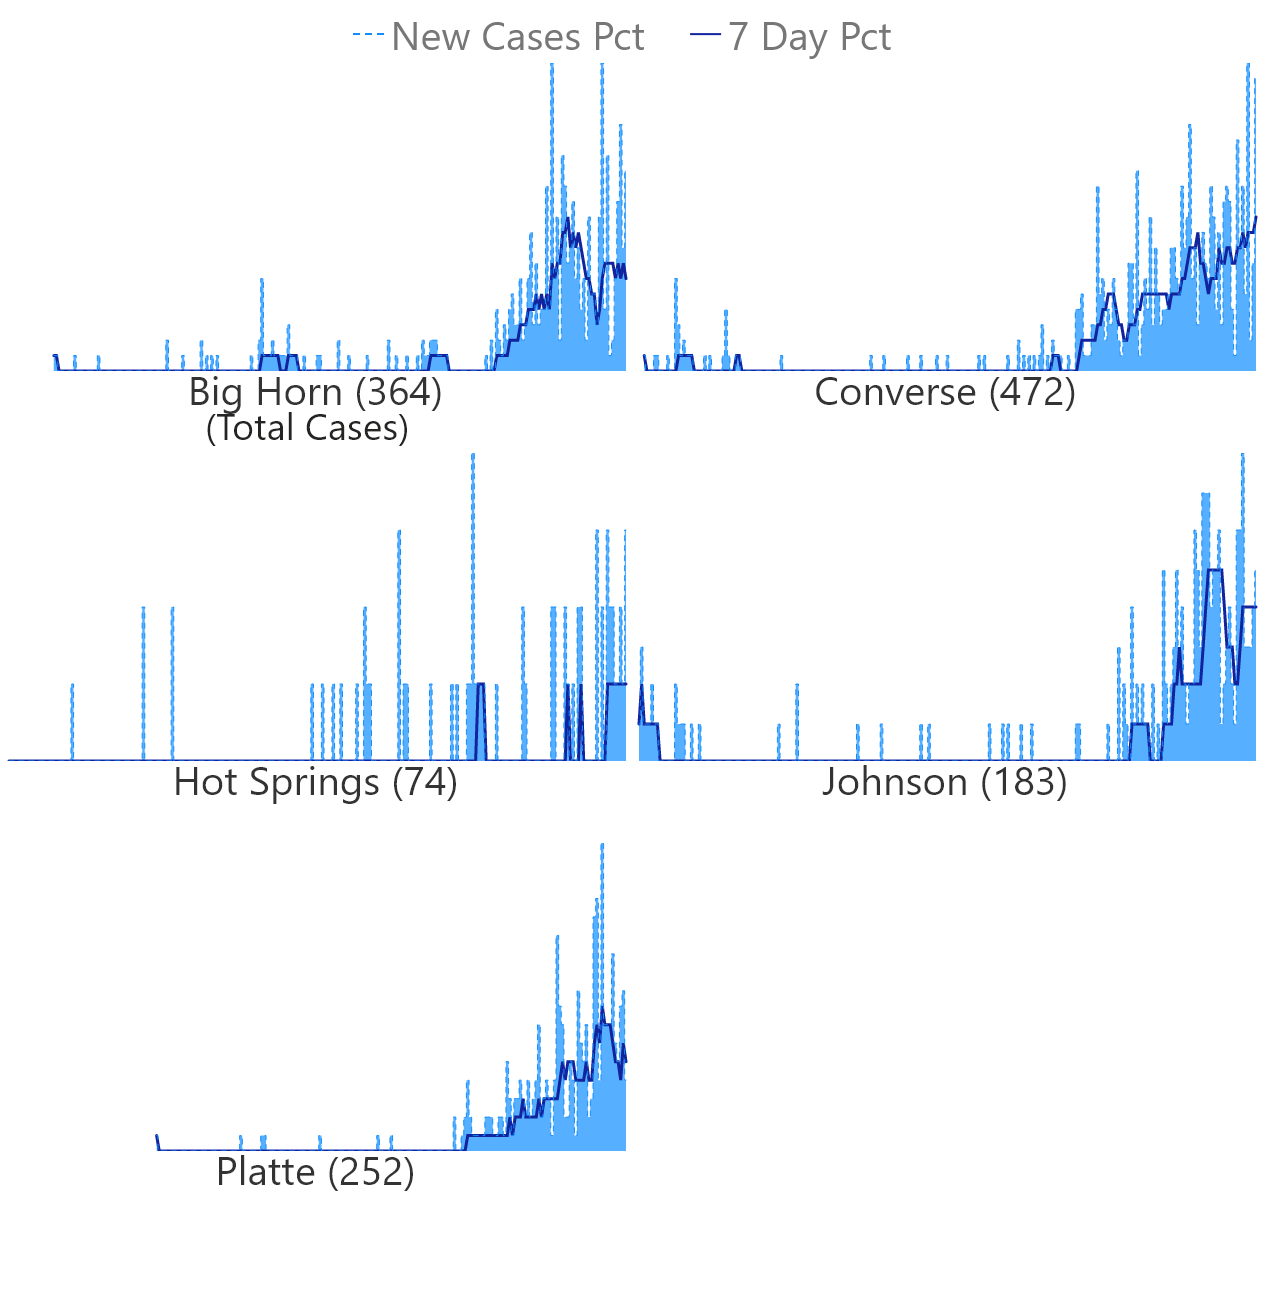 New Cases Pct 7 Day Pct
Big Horn (364) Converse (472)
(Total Cases)
Hot Springs (74) Johnson (183)
Platte (252)